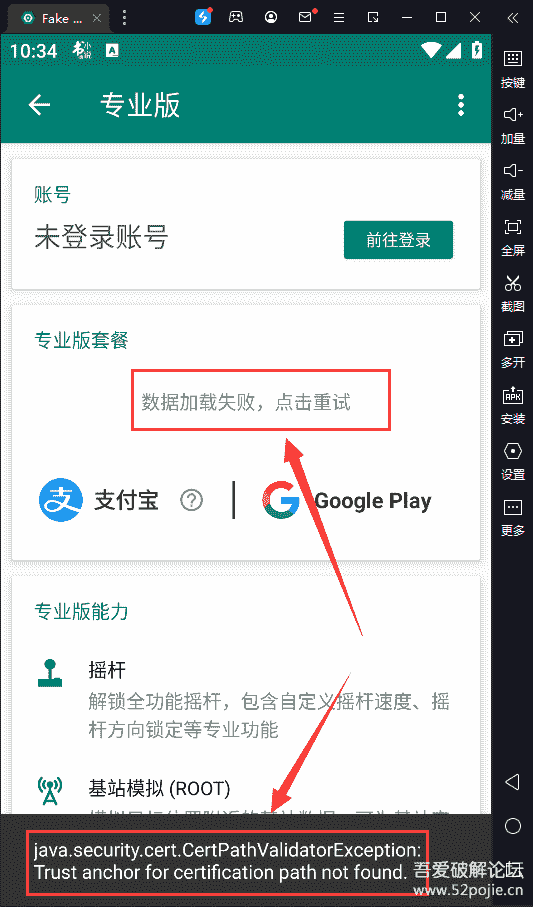 Fake ...
10:34
书小说
A
专业版
按键
加量
减量
全屏
截图
多开
APK
安装
设置
更多
账号
未登录账号
前往登录
专业版套餐
数据加载失败，点击重试
支
支付宝
?
Google Play
专业版能力
摇杆
解锁全功能摇杆，包含自定义摇杆速度、摇
杆方向锁定等专业功能
基站模拟 (ROOT)
java.security.cert.CertPathValidatorException:
Trust anchor for certification path not found.
吾爱破解论坛
www.52pojie.cn